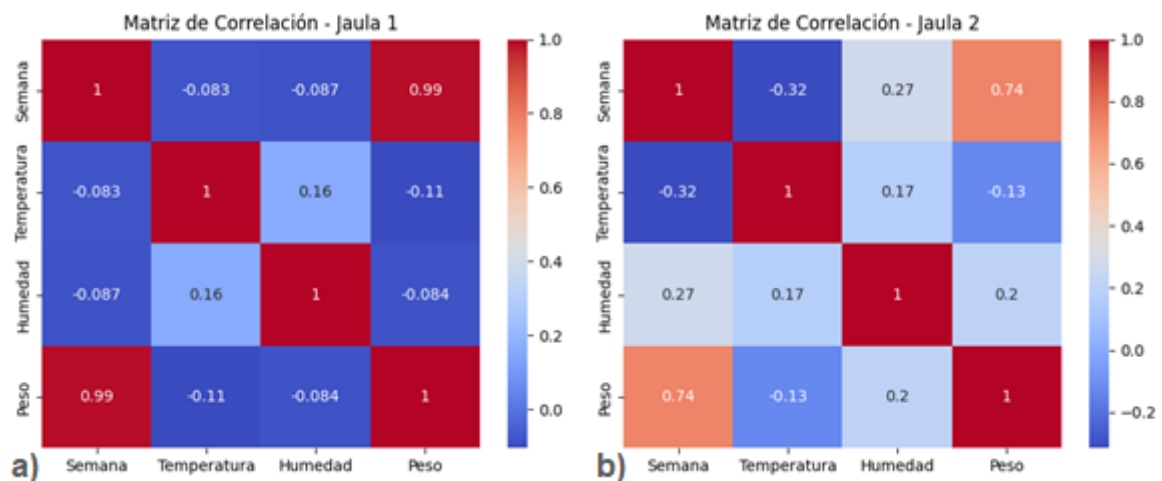 Matriz de Correlación - Jaula 1
Semana 1 -0.083 -0.087 0.99
Temperatura -0.083 1 0.16 -0.11
Humedad -0.087 0.16 1 -0.084
Peso 0.99 -0.11 -0.084 1
Semana Temperatura Humedad Peso
1.0
0.8
0.6
0.4
0.2
0.0
a)
Matriz de Correlación - Jaula 2
Semana 1 -0.32 0.27 0.74
Temperatura -0.32 1 0.17 -0.13
Humedad 0.27 0.17 1 0.2
Peso 0.74 -0.13 0.2 1
Semana Temperatura Humedad Peso
1.0
0.8
0.6
0.4
0.2
0.0
−0.2
b)